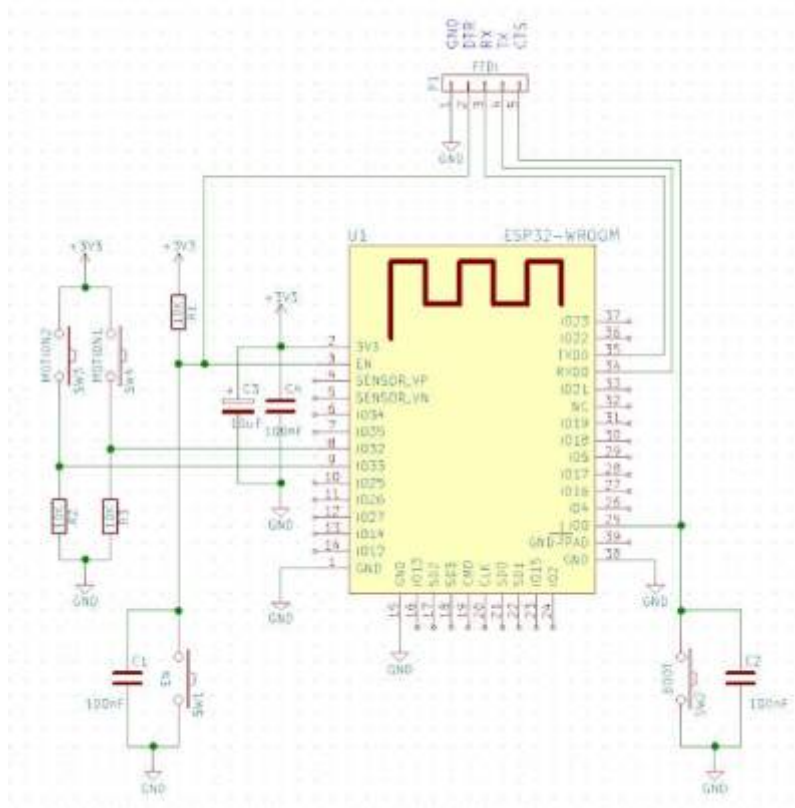 GND
DTR
RX
TX
CTS
FTDI
P1
1
2
3
4
5
GND
U1
ESP32-WROOM
+3V3
+3V3
+3V3
10K
R1
MOTION2
SW3
MOTION1
SW4
C3
10uF
C4
100nF
2 3V3
3 EN
4 SENSOR_VP
5 SENSOR_VN
6 IO34
7 IO35
8 IO32
9 IO33
10 IO25
11 IO26
12 IO27
13 IO14
14 IO12
1 GND
IO23 37
IO22 36
TXD0 35
RXD0 34
IO21 33
NC 32
IO19 31
IO18 30
IO5 29
IO17 28
IO16 27
IO4 26
IO0 25
GND-PAD 39
GND 38
GND 15
IO13 16
SD2 17
SD3 18
CMD 19
CLK 20
SD0 21
SD1 22
IO15 23
IO2 24
10K
R2
10K
R3
GND
GND
GND
GND
GND
C1
100nF
EN
SW1
GND
BOOT
SW2
C2
100nF
GND